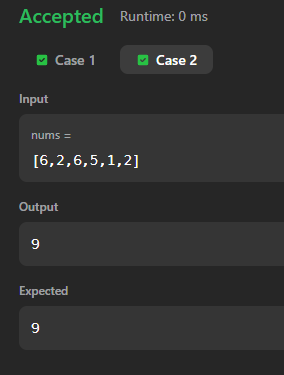 Accepted Runtime: 0 ms
Case 1 Case 2
Input
nums =
[6,2,6,5,1,2]
Output
9
Expected
9